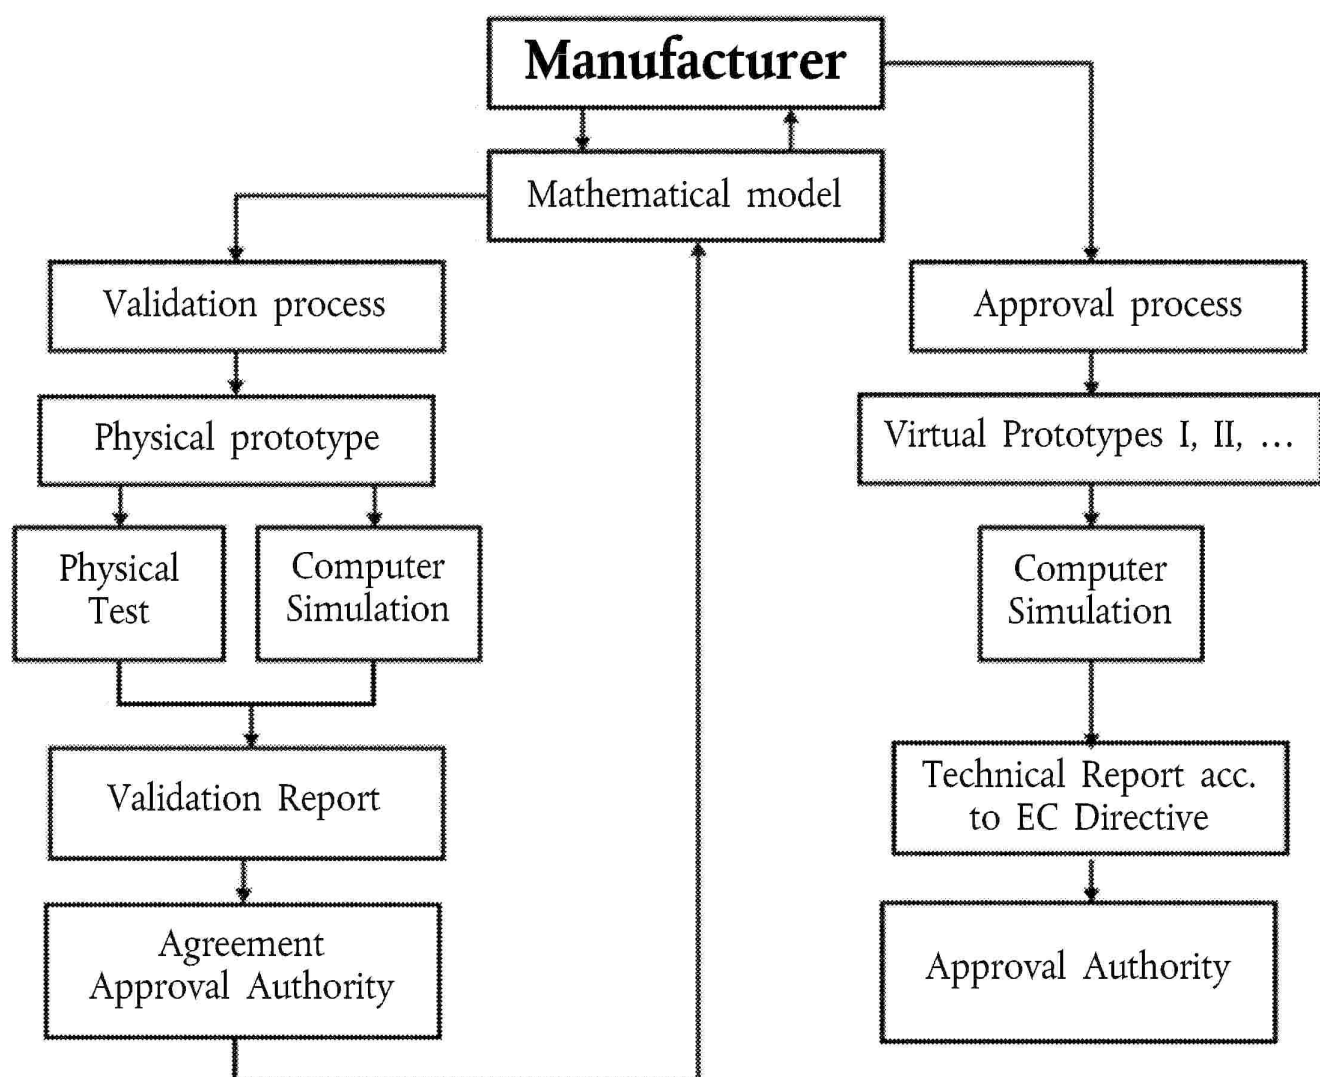 Manufacturer
Mathematical model
Validation process
Approval process
Physical prototype
Virtual Prototypes I, II, …
Physical
Test
Computer
Simulation
Computer
Simulation
Validation Report
Technical Report acc.
to EC Directive
Agreement
Approval Authority
Approval Authority